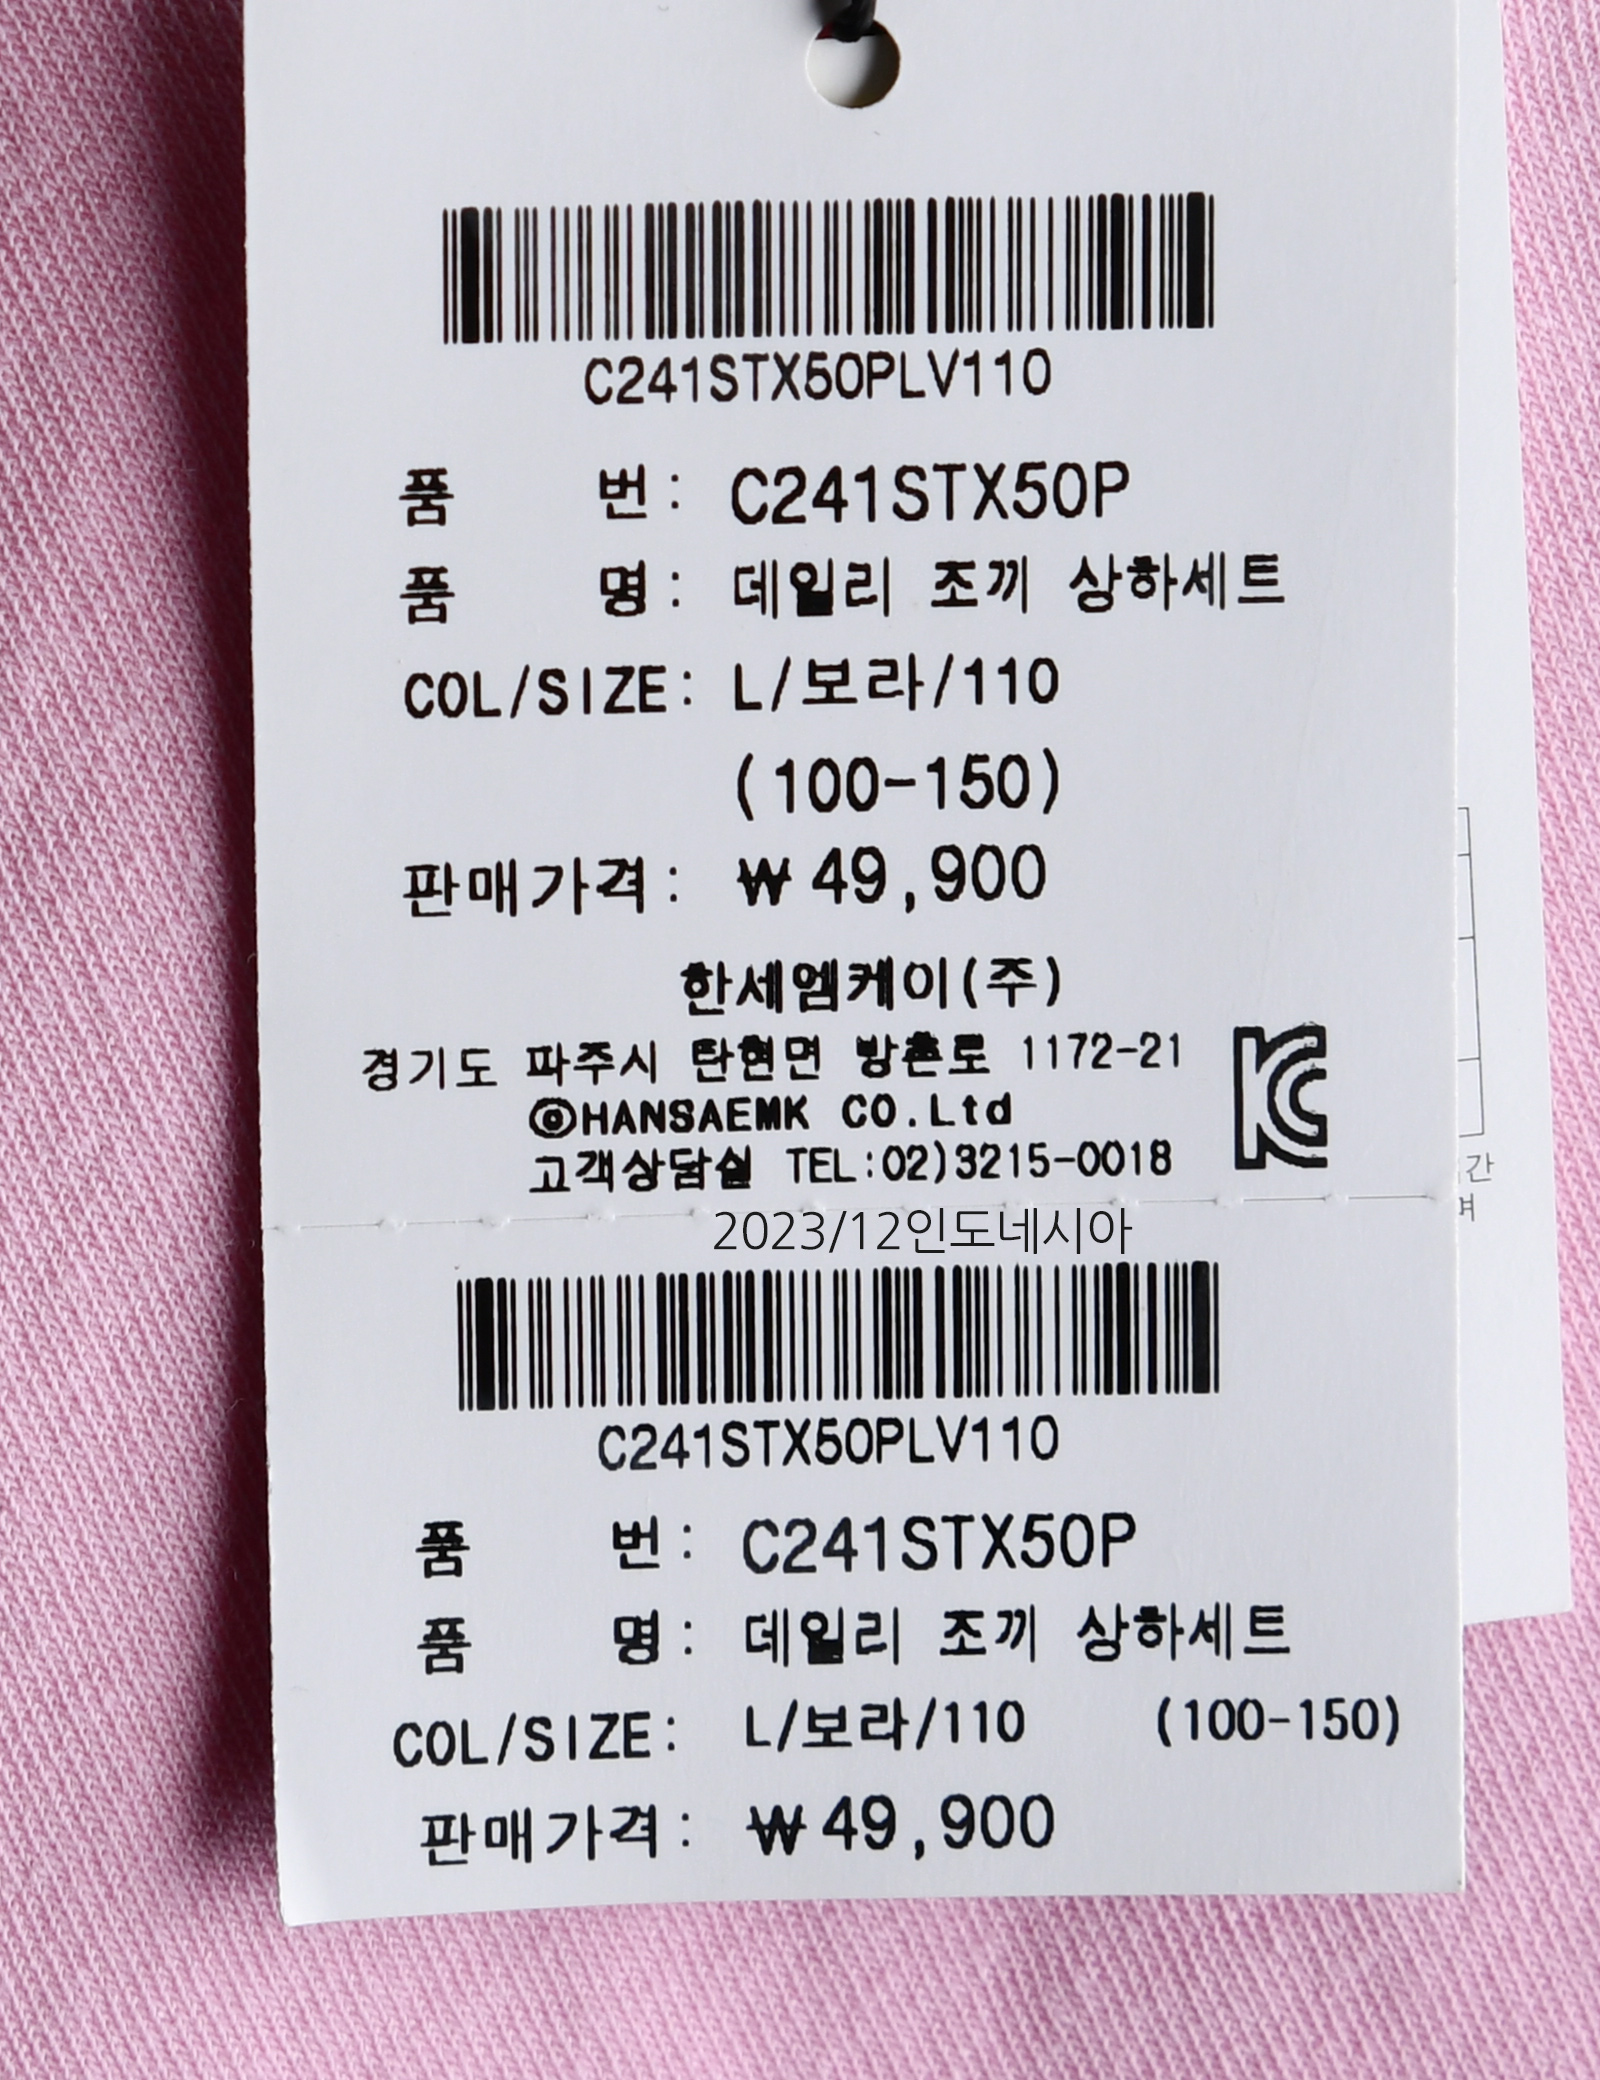 C241STX50PLV110
품 번: C241STX50P
품 명: 데일리 조끼 상하세트
COL/SIZE: L/보라/110
(100-150)
판매가격: ₩49,900
한세엠케이(주)
경기도 파주시 탄현면 방촌로 1172-21
◎HANSAEMK CO.Ltd
고객상담실 TEL:02)3215-0018
2023/12인도네시아
C241STX50PLV110
품 번: C241STX50P
품 명: 데일리 조끼 상하세트
COL/SIZE: L/보라/110 (100-150)
판매가격: ₩49,900
간